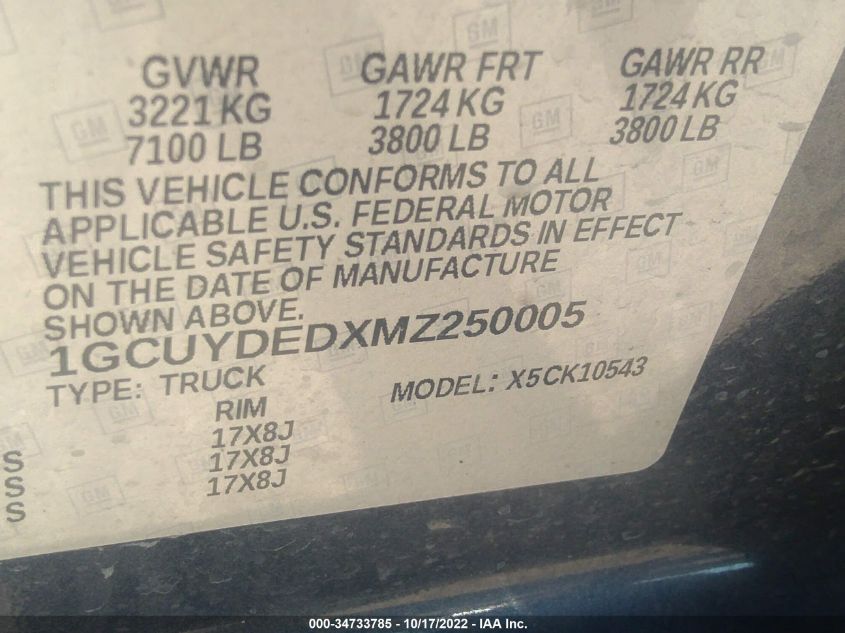 GVWR GAWR FRT GAWR RR
3221 KG 1724 KG 1724 KG
7100 LB 3800 LB 3800 LB
THIS VEHICLE CONFORMS TO ALL
APPLICABLE U.S. FEDERAL MOTOR
VEHICLE SAFETY STANDARDS IN EFFECT
ON THE DATE OF MANUFACTURE
SHOWN ABOVE.
1GCUYDEDXMZ250005
TYPE: TRUCK MODEL: X5CK10543
RIM
17X8J
S 17X8J
S 17X8J
S
000-34733785 - 10/17/2022 - IAA Inc.